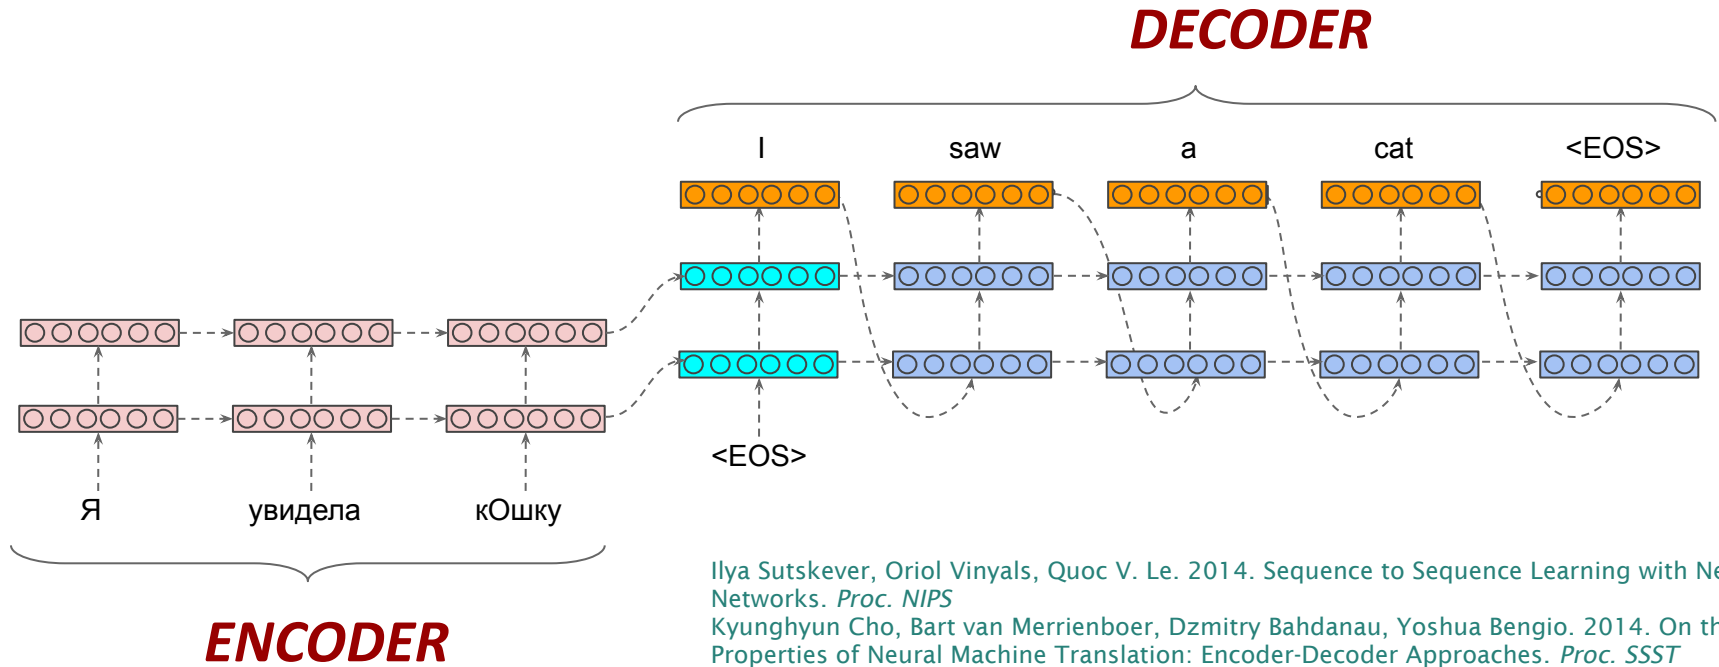 DECODER
I saw a cat <EOS>
<EOS>
Я увидела кОшку
ENCODER
Ilya Sutskever, Oriol Vinyals, Quoc V. Le. 2014. Sequence to Sequence Learning with
Networks. Proc. NIPS
Kyunghyun Cho, Bart van Merrienboer, Dzmitry Bahdanau, Yoshua Bengio. 2014. On
Properties of Neural Machine Translation: Encoder-Decoder Approaches. Proc. SSST